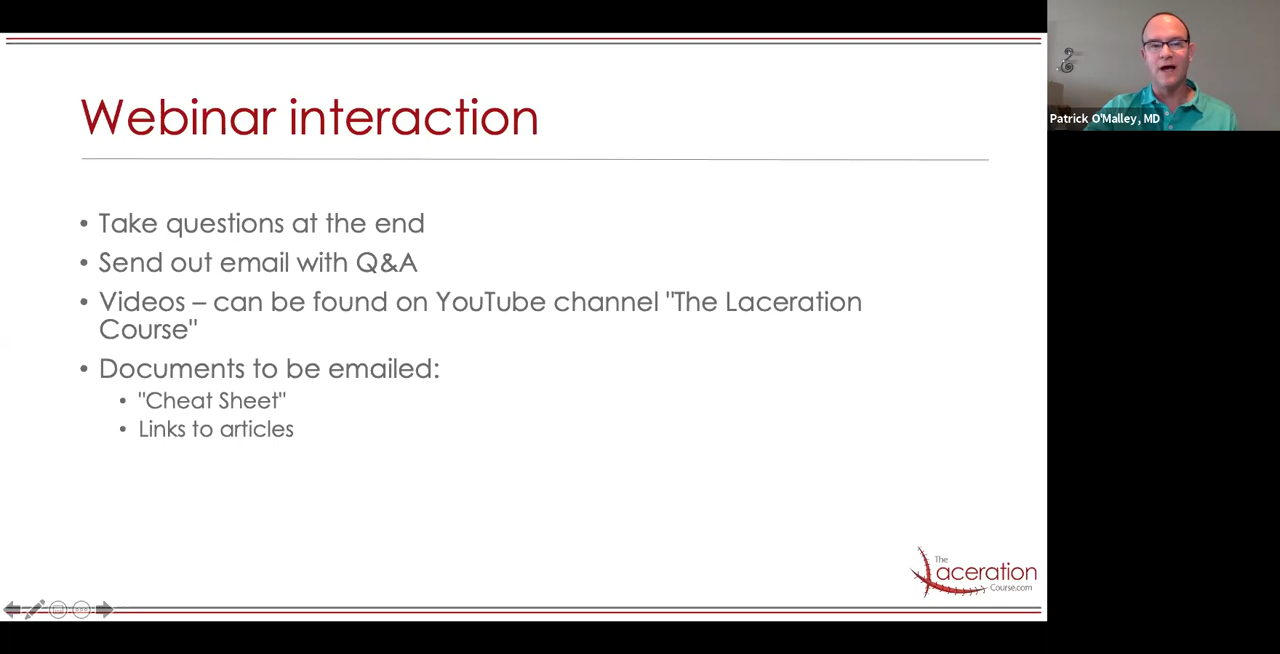 Webinar interaction
• Take questions at the end
• Send out email with Q&A
• Videos – can be found on YouTube channel "The Laceration
Course"
• Documents to be emailed:
• "Cheat Sheet"
• Links to articles
The
Laceration
Course.com
Patrick O'Malley, MD